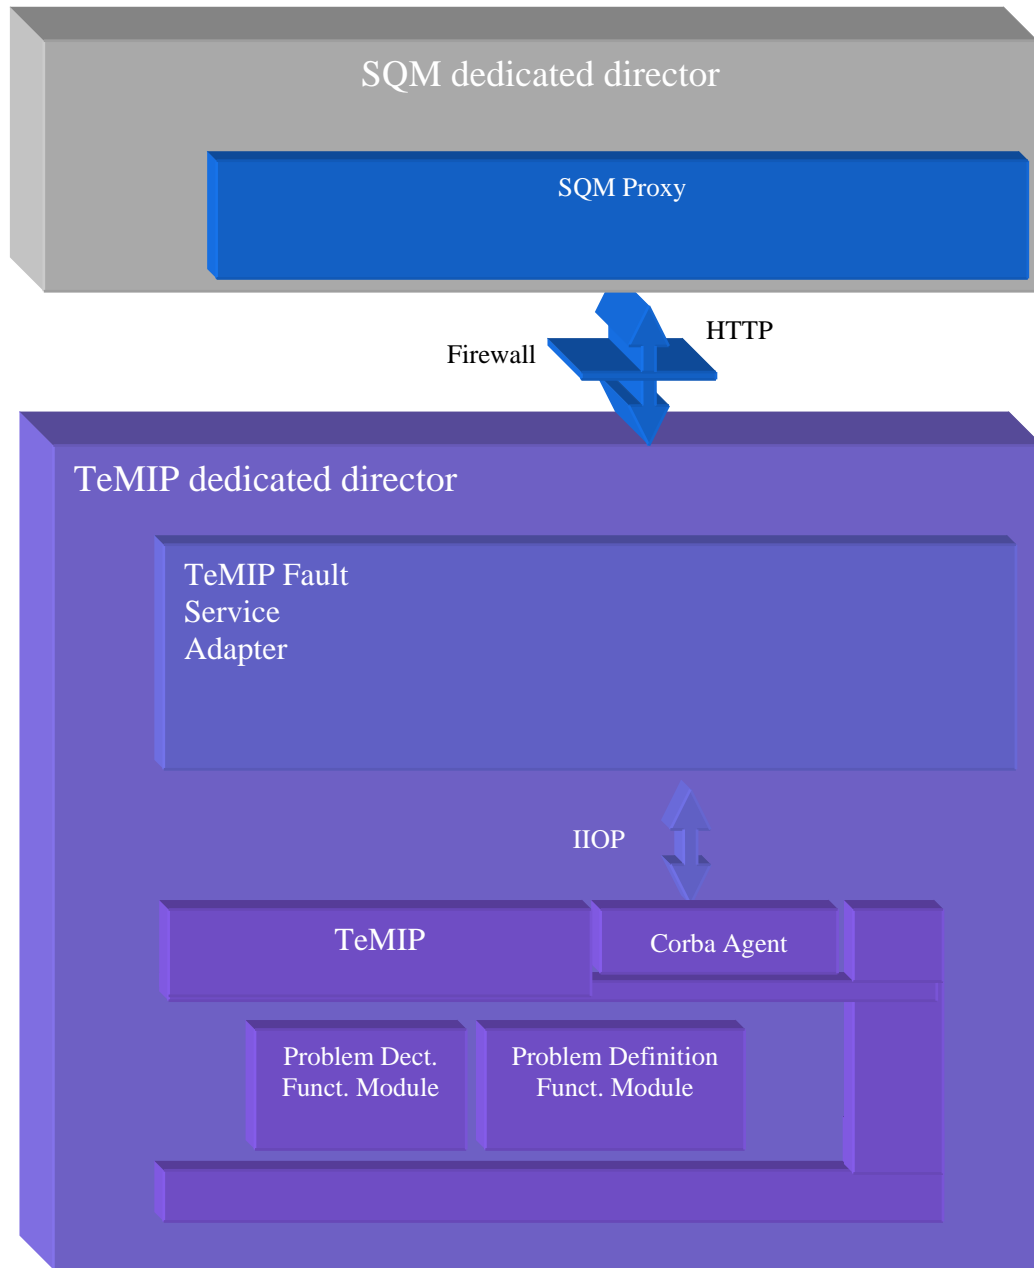 SQM dedicated director
SQM Proxy
HTTP
Firewall
TeMIP dedicated director
TeMIP Fault
Service
Adapter
IIOP
TeMIP
Corba Agent
Problem Dect.
Funct. Module
Problem Definition
Funct. Module